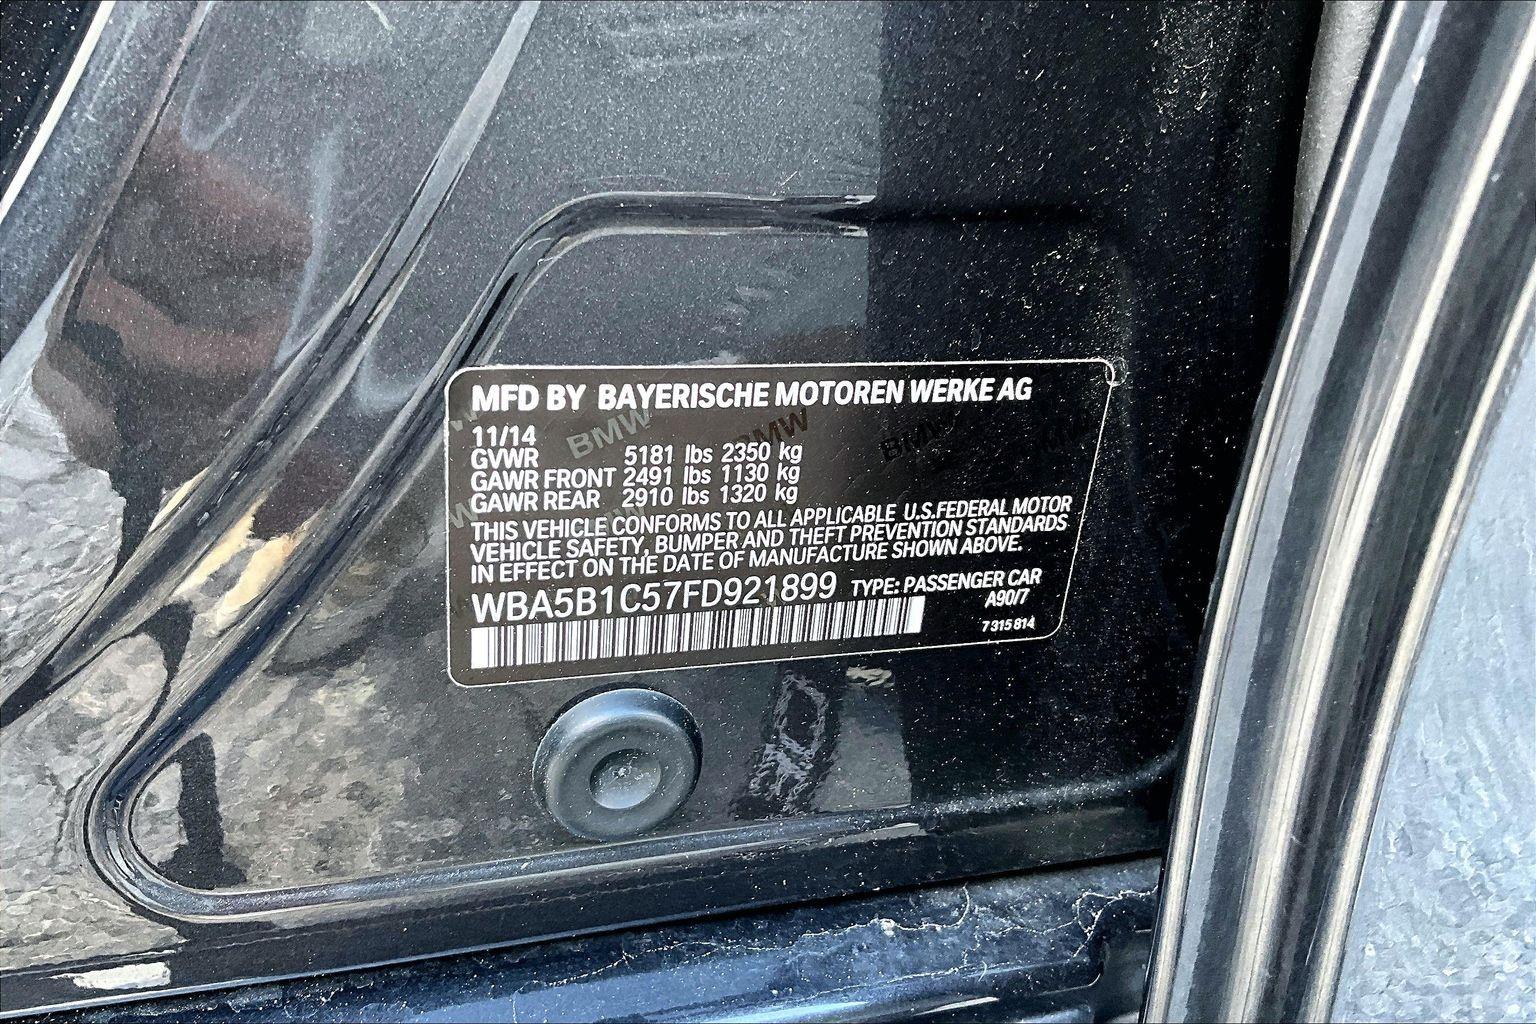 MFD BY BAYERISCHE MOTOREN WERKE AG
11/14
GVWR 5181 lbs 2350 kg
GAWR FRONT 2491 lbs 1130 kg
GAWR REAR 2910 lbs 1320 kg
THIS VEHICLE CONFORMS TO ALL APPLICABLE U.S.FEDERAL MOTOR
VEHICLE SAFETY, BUMPER AND THEFT PREVENTION STANDARDS
IN EFFECT ON THE DATE OF MANUFACTURE SHOWN ABOVE.
WBA5B1C57FD921899 TYPE: PASSENGER CAR
A90/7
7 315 814
BMW
BMW
BMW